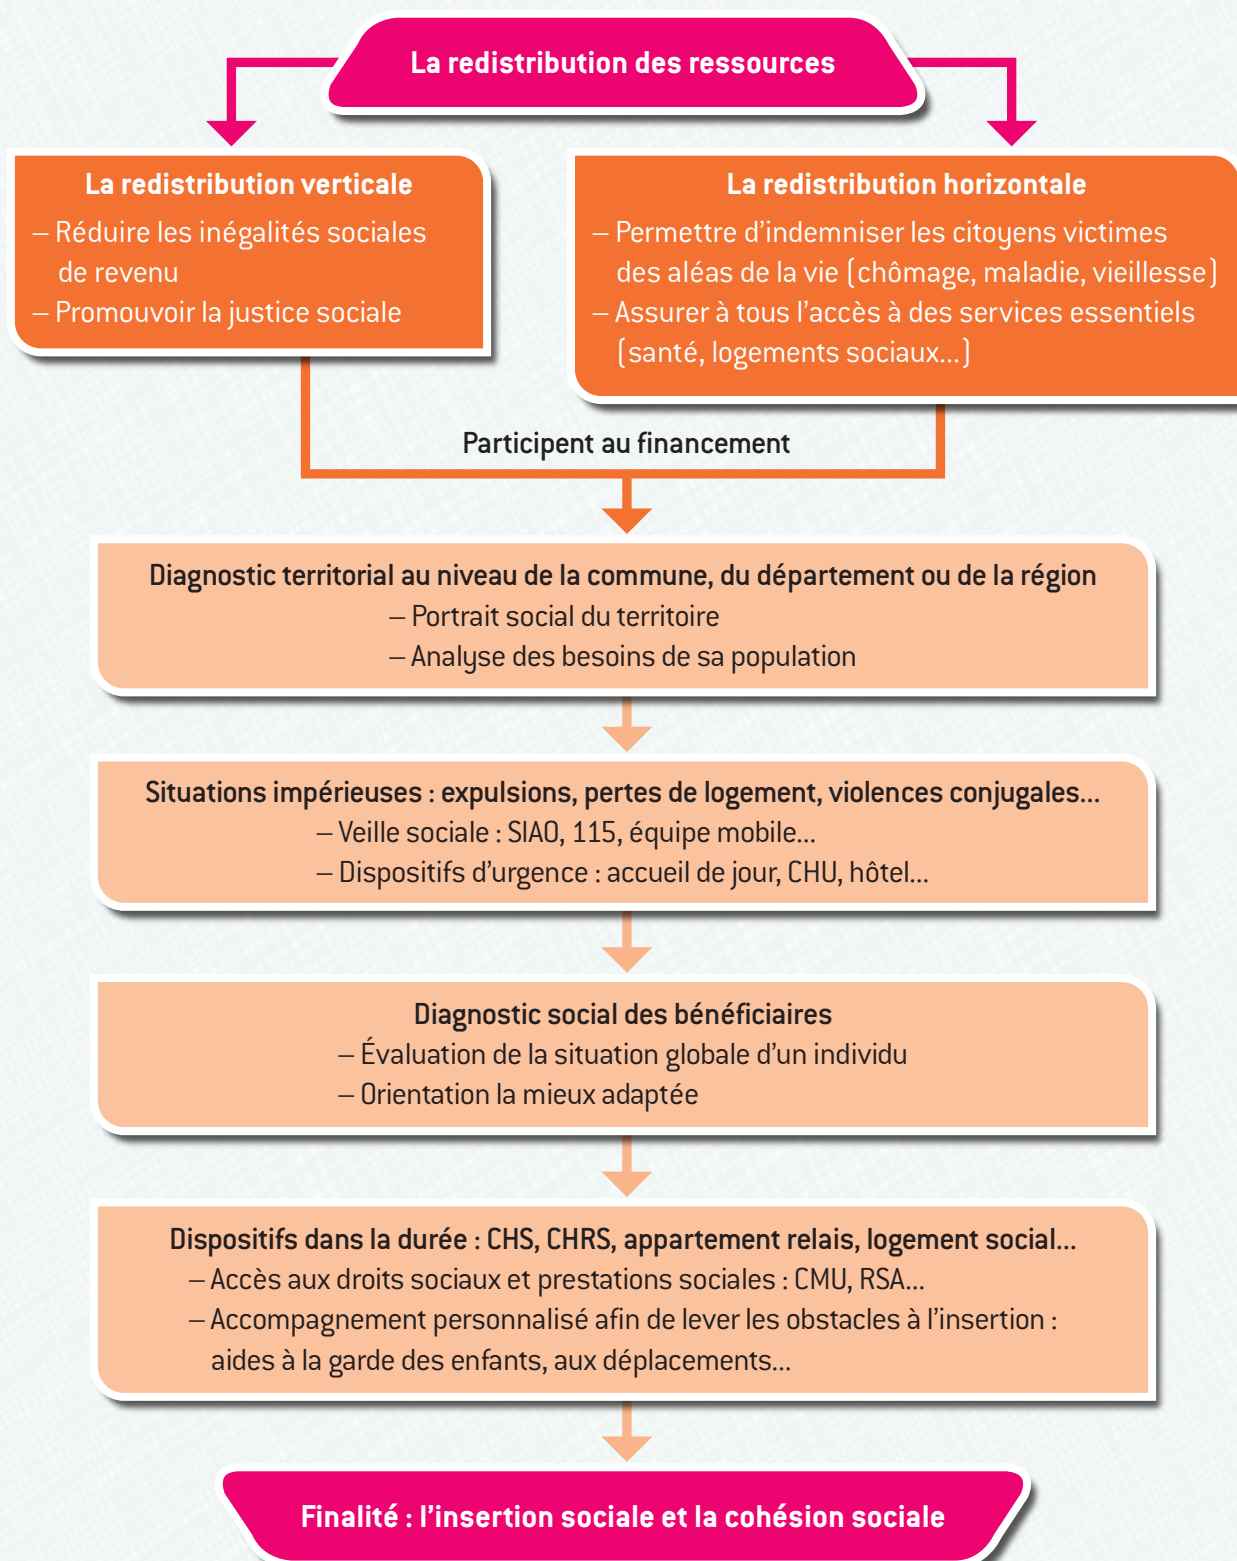 La redistribution des ressources
La redistribution verticale
– Réduire les inégalités sociales
de revenu
– Promouvoir la justice sociale
La redistribution horizontale
– Permettre d'indemniser les citoyens victimes
des aléas de la vie (chômage, maladie, vieillesse)
– Assurer à tous l'accès à des services essentiels
(santé, logements sociaux...)
Participent au financement
Diagnostic territorial au niveau de la commune, du département ou de la région
– Portrait social du territoire
– Analyse des besoins de sa population
Situations impérieuses : expulsions, pertes de logement, violences conjugales...
– Veille sociale : SIAO, 115, équipe mobile...
– Dispositifs d'urgence : accueil de jour, CHU, hôtel...
Diagnostic social des bénéficiaires
– Évaluation de la situation globale d'un individu
– Orientation la mieux adaptée
Dispositifs dans la durée : CHS, CHRS, appartement relais, logement social...
– Accès aux droits sociaux et prestations sociales : CMU, RSA...
– Accompagnement personnalisé afin de lever les obstacles à l'insertion :
aides à la garde des enfants, aux déplacements...
Finalité : l'insertion sociale et la cohésion sociale